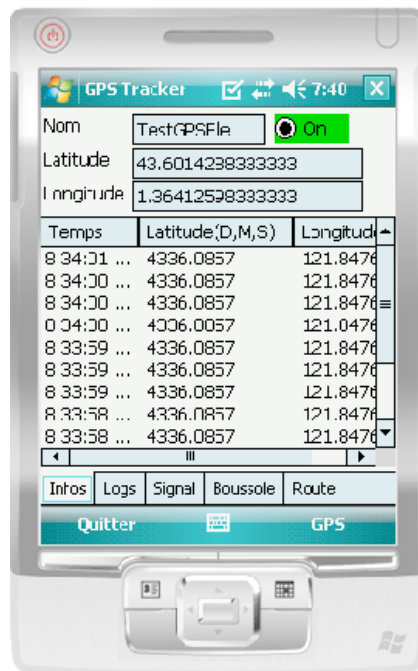 GPS Tracker 7:40
Nom TestGPSFle On
Latitude 43.6014238333333
Longitude 1.36412598333333
Temps Latitude(D,M,S) Longitud
8:34:01 ... 4336.0857 121.8476
8:34:00 ... 4336.0857 121.8476
8:34:00 ... 4336.0857 121.8476
8:34:00 ... 4336.0857 121.8476
8:33:59 ... 4336.0857 121.8476
8:33:59 ... 4336.0857 121.8476
8:33:59 ... 4336.0857 121.8476
8:33:58 ... 4336.0857 121.8476
8:33:58 ... 4336.0857 121.8476
Infos Logs Signal Boussole Route
Quitter GPS